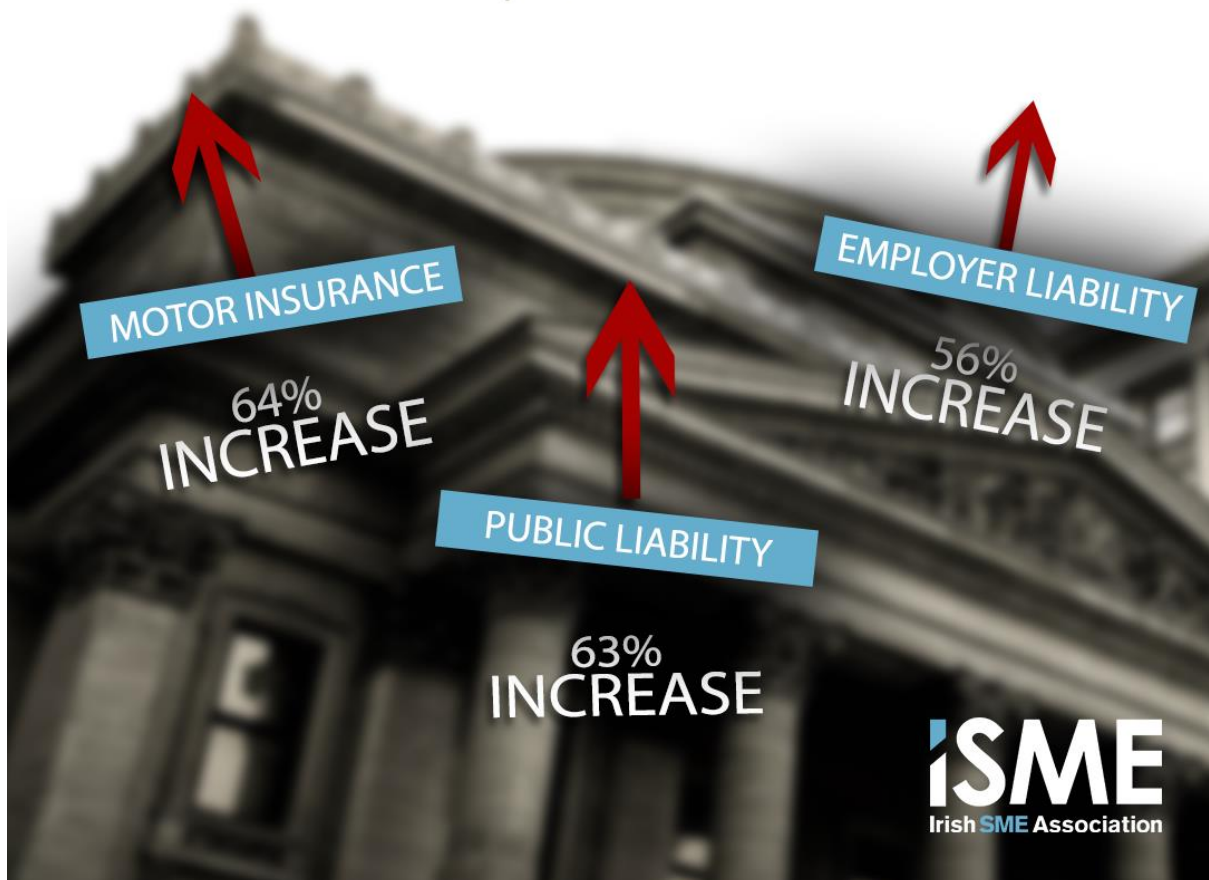 MOTOR INSURANCE
64%
INCREASE
EMPLOYER LIABILITY
56%
INCREASE
PUBLIC LIABILITY
63%
INCREASE
iSME
Irish SME Association